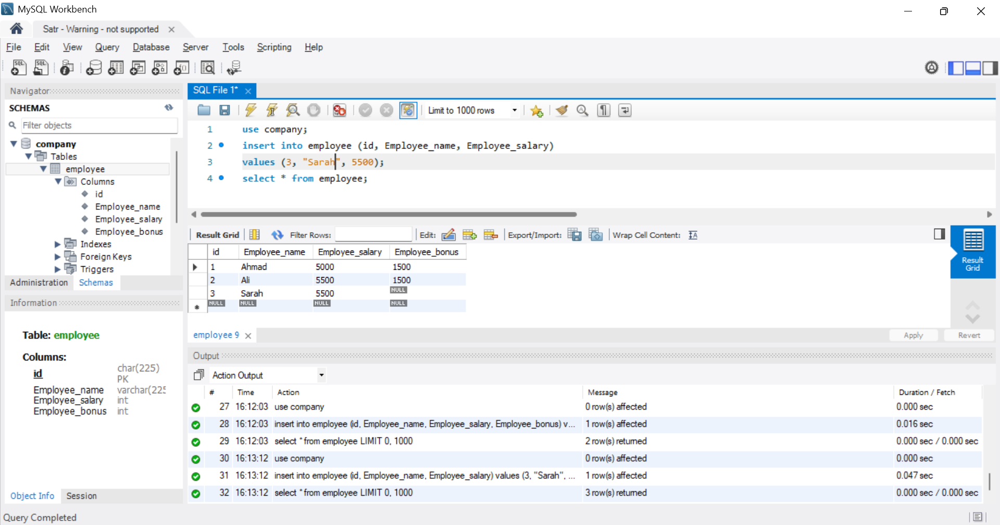 MySQL Workbench
Satr - Warning - not supported
File Edit View Query Database Server Tools Scripting Help
Navigator
SCHEMAS
Filter objects
company
Tables
employee
Columns
id
Employee_name
Employee_salary
Employee_bonus
Indexes
Foreign Keys
Triggers
Administration Schemas
Information
Table: employee
Columns:
id char(225) PK
Employee_name varchar(225
Employee_salary int
Employee_bonus int
Object Info Session
SQL File 1*
Limit to 1000 rows
1 use company;
2 insert into employee (id, Employee_name, Employee_salary)
3 values (3, "Sarah", 5500);
4 select * from employee;
Result Grid Filter Rows: Edit: Export/Import: Wrap Cell Content:
id Employee_name Employee_salary Employee_bonus
1 Ahmad 5000 1500
2 Ali 5500 1500
3 Sarah 5500 NULL
NULL NULL NULL NULL
Result Grid
employee 9
Apply Revert
Output
Action Output
# Time Action Message Duration / Fetch
27 16:12:03 use company 0 row(s) affected 0.000 sec
28 16:12:03 insert into employee (id, Employee_name, Employee_salary, Employee_bonus) v... 1 row(s) affected 0.016 sec
29 16:12:03 select * from employee LIMIT 0, 1000 2 row(s) returned 0.000 sec / 0.000 sec
30 16:13:12 use company 0 row(s) affected 0.000 sec
31 16:13:12 insert into employee (id, Employee_name, Employee_salary) values (3, "Sarah", ... 1 row(s) affected 0.047 sec
32 16:13:12 select * from employee LIMIT 0, 1000 3 row(s) returned 0.000 sec / 0.000 sec
Query Completed